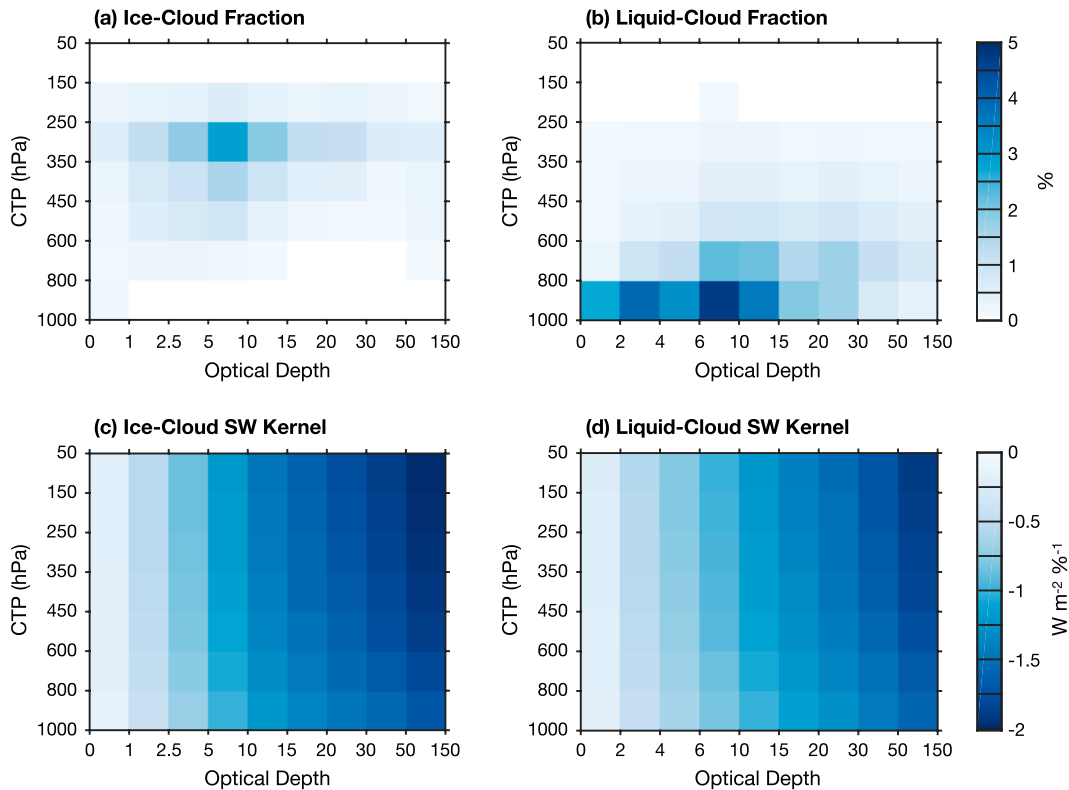 (a) Ice-Cloud Fraction
(b) Liquid-Cloud Fraction
50
150
250
350
450
600
800
1000
CTP (hPa)
0 1 2.5 5 10 15 20 30 50 150
Optical Depth
50
150
250
350
450
600
800
1000
CTP (hPa)
0 2 4 6 10 15 20 30 50 150
Optical Depth
5
4
3
2
1
0
%
(c) Ice-Cloud SW Kernel
(d) Liquid-Cloud SW Kernel
50
150
250
350
450
600
800
1000
CTP (hPa)
0 1 2.5 5 10 15 20 30 50 150
Optical Depth
50
150
250
350
450
600
800
1000
CTP (hPa)
0 2 4 6 10 15 20 30 50 150
Optical Depth
0
-0.5
-1
-1.5
-2
W m-2 %-1